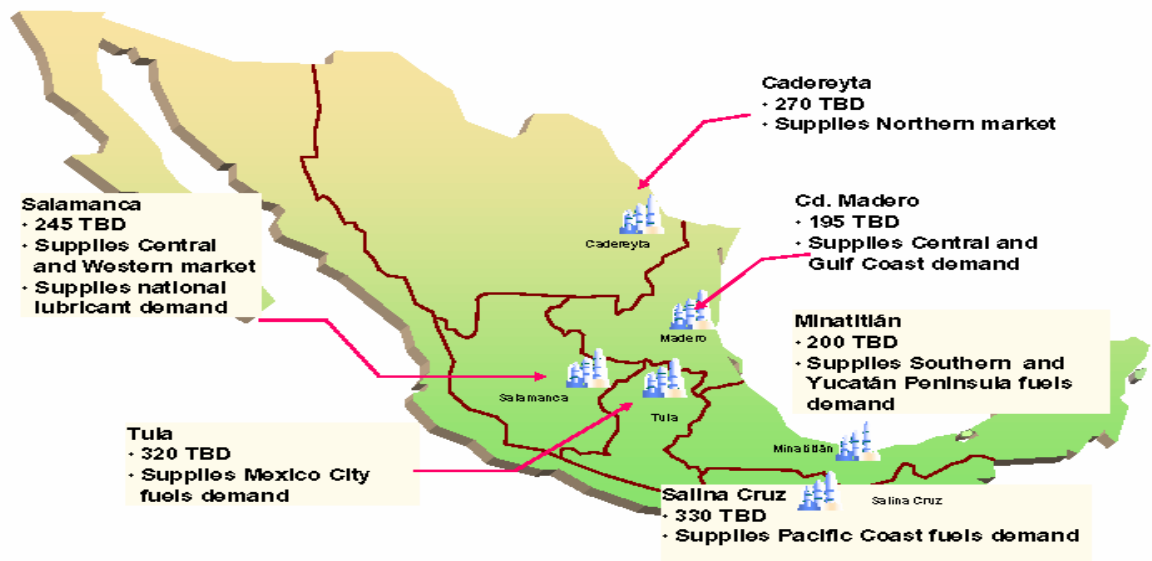 Cadereyta
· 270 TBD
· Supplies Northern market
Cadereyta
Salamanca
· 245 TBD
· Supplies Central
and Western market
· Supplies national
lubricant demand
Cd. Madero
· 195 TBD
· Supplies Central and
Gulf Coast demand
Madero
Minatitlán
· 200 TBD
· Supplies Southern and
Yucatán Peninsula fuels
demand
Salamanca
Tula
Tula
· 320 TBD
· Supplies Mexico City
fuels demand
Minatitlán
Salina Cruz
· 330 TBD
· Supplies Pacific Coast fuels demand
Salina Cruz